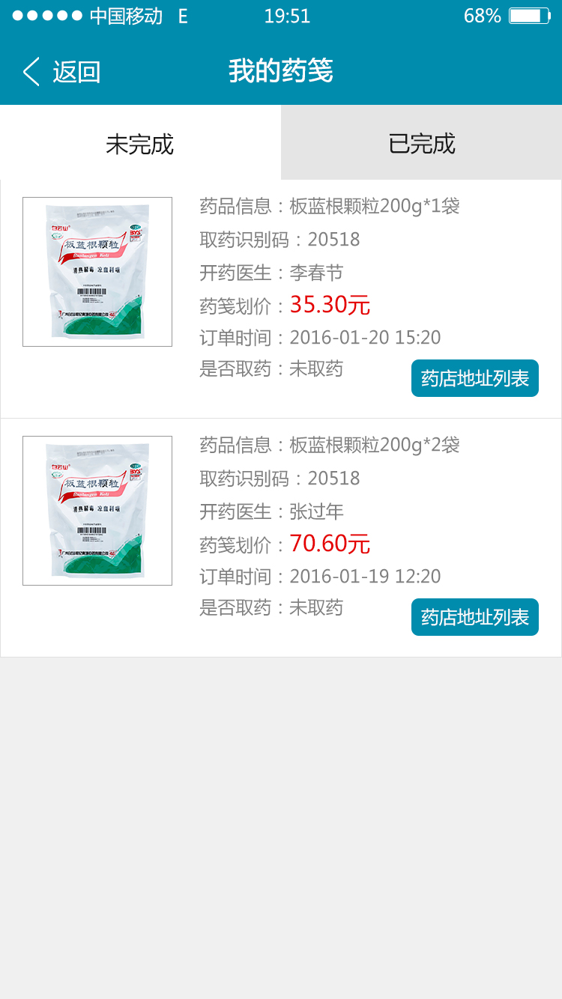 中国移动 E 19:51 68%
返回 我的药笺
未完成 已完成
药品信息：板蓝根颗粒200g*1袋
取药识别码：20518
开药医生：李春节
药笺划价：35.30元
订单时间：2016-01-20 15:20
是否取药：未取药
药店地址列表
白云山
板蓝根颗粒
Banlangen Keli
清热解毒 凉血利咽
药品信息：板蓝根颗粒200g*2袋
取药识别码：20518
开药医生：张过年
药笺划价：70.60元
订单时间：2016-01-19 12:20
是否取药：未取药
药店地址列表
白云山
板蓝根颗粒
Banlangen Keli
清热解毒 凉血利咽